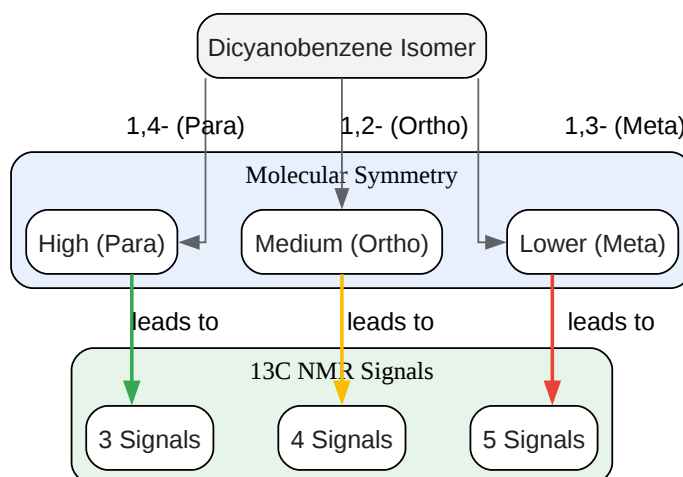 Dicyanobenzene Isomer
1,4- (Para)
1,2- (Ortho)
1,3- (Meta)
Molecular Symmetry
High (Para)
Medium (Ortho)
Lower (Meta)
leads to
leads to
leads to
13C NMR Signals
3 Signals
4 Signals
5 Signals